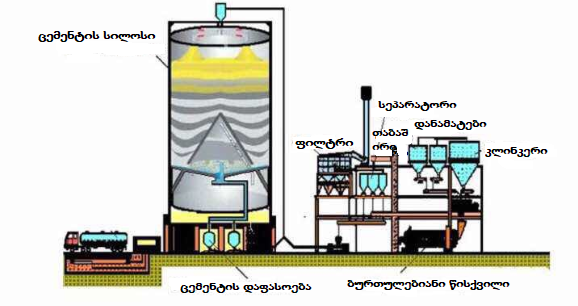 ცემენტის სილოსი
სეპარატორი
დანამატები
თაბაშ
ირი
ფილტრი
კლინკერი
ცემენტის დაფასოება
ბურთულებიანი წისქვილი